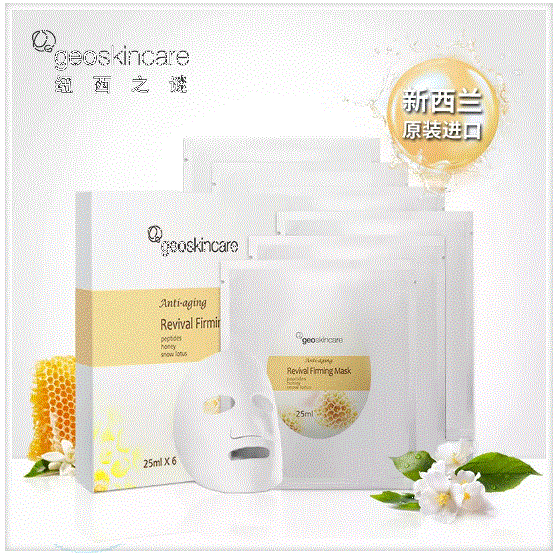 geoskincare
纽西之谜
新西兰
原装进口
geoskincare
Anti-aging
Revival Firmin
peptides
honey
snow lotus
25ml X 6
geoskincare
Anti-aging
Revival Firming Mask
peptides
honey
snow lotus
25ml